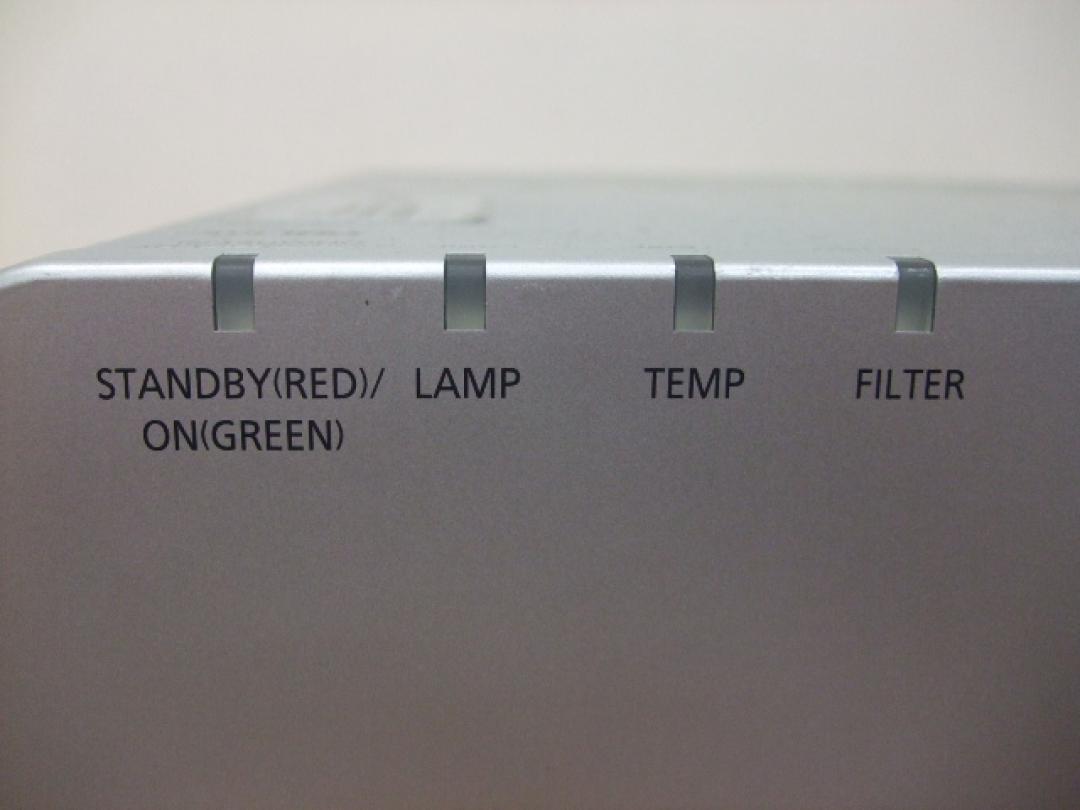 STANDBY(RED)/ LAMP TEMP FILTER
ON(GREEN)